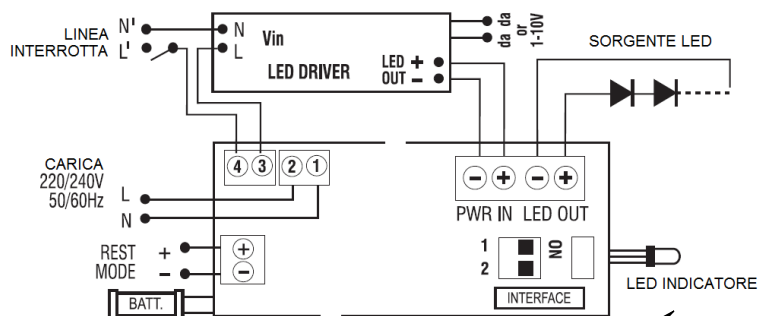 LINEA
INTERROTTA
N'
L'
N
L
Vin
LED DRIVER
LED +
OUT −
da da
or
1-10V
SORGENTE LED
4 3 2 1
CARICA
220/240V
50/60Hz
L
N
− + − +
PWR IN LED OUT
REST
MODE
+
−
+
−
1
2
ON
INTERFACE
LED INDICATORE
BATT.